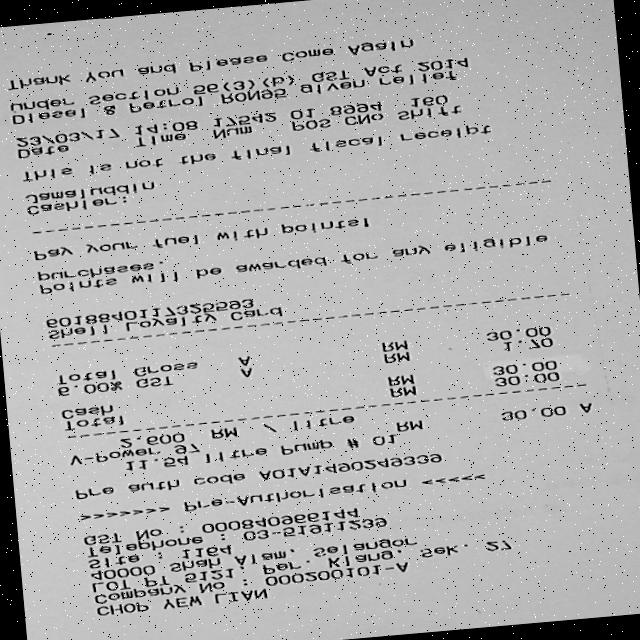 CHOP YEW LIAN
Company No : 000200101-A
LOT PT 5121, Per. Klang, Sek. 27
40000 Shah Alam, Selangor
Site : 1164
Telephone : 03-51911239
GST No : 000840966144
>>>>>>> Pre-Authorisation <<<<<
Pre auth code A01A1490249339
11.54 litre Pump # 01
V-Power 97 RM 30.00 A
2.600 RM / litre
Total RM 30.00
Cash RM 30.00
6.00% GST A RM 1.70
Total Gross A RM 30.00
Shell Loyalty Card
6018840117325593
Points will be awarded for any eligible
purchases.
Pay your fuel with points!
Cashier:
Jamaluddin
This is not the final fiscal receipt
Date Time Num POS CNo Shift
23/03/17 14:08 17542 01 8994 160
Diesel & Petrol RON95 given relief
under Section 56(3)(b) GST Act 2014
Thank You and Please Come Again